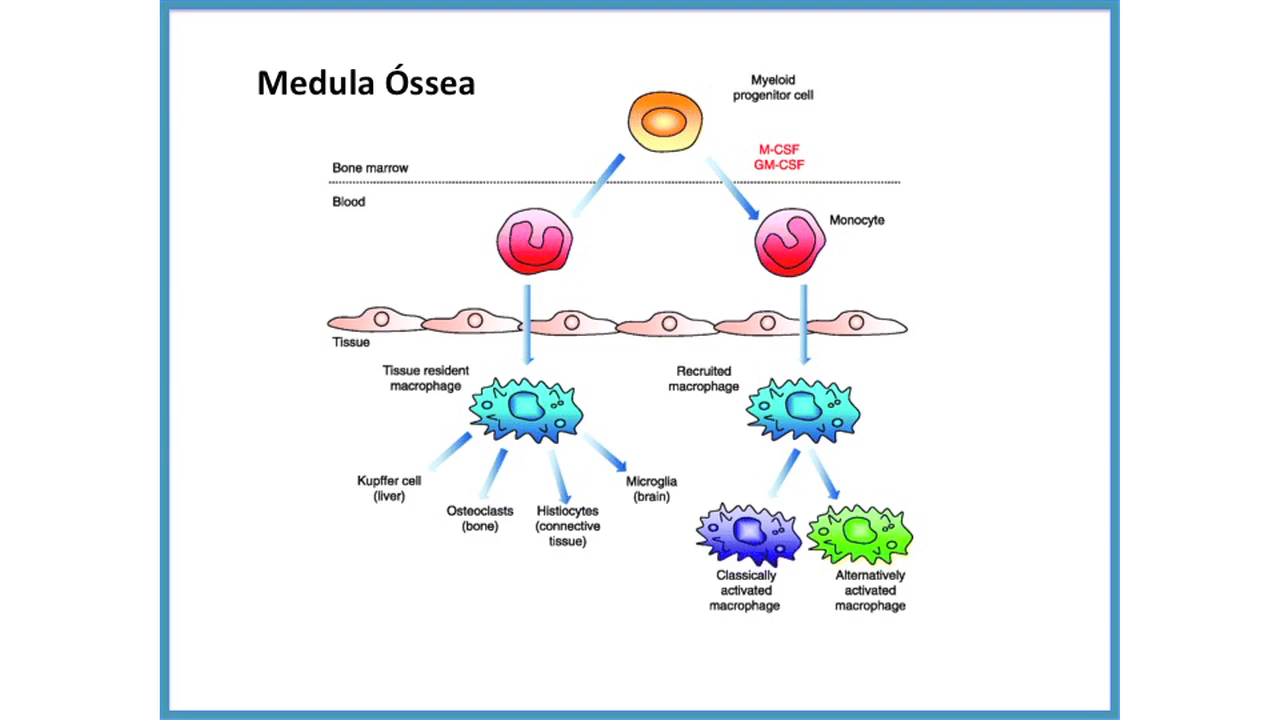 Medula Óssea
Myeloid
progenitor cell
M-CSF
GM-CSF
Bone marrow
Blood
Monocyte
Tissue
Tissue resident
macrophage
Recruited
macrophage
Kupffer cell
(liver)
Osteoclasts
(bone)
Histiocytes
(connective
tissue)
Microglia
(brain)
Classically
activated
macrophage
Alternatively
activated
macrophage